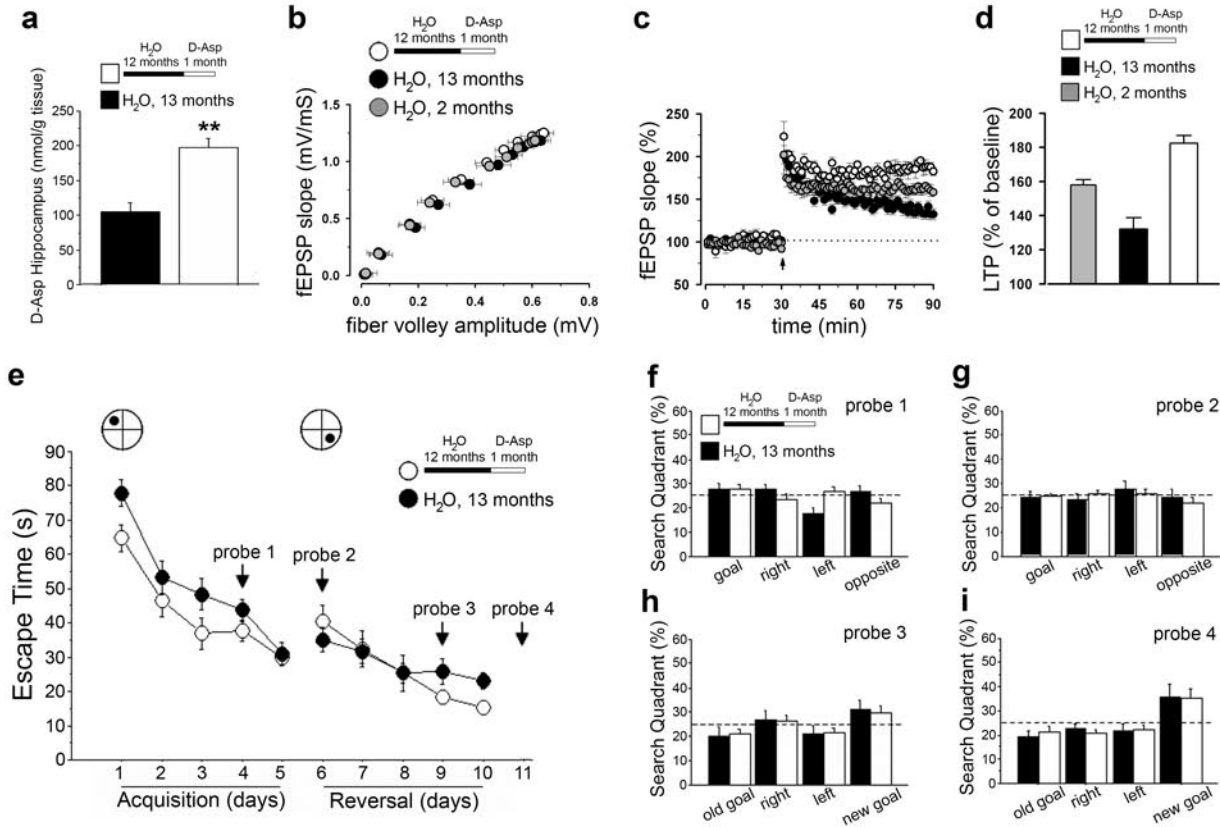 a
H2O D-Asp
12 months 1 month
H2O, 13 months
D-Asp Hippocampus (nmol/g tissue)
250
200
150
100
50
0
**
b
H2O D-Asp
12 months 1 month
H2O, 13 months
H2O, 2 months
fEPSP slope (mV/mS)
1.5
1.0
0.5
0.0
0.0 0.2 0.4 0.6 0.8
fiber volley amplitude (mV)
c
fEPSP slope (%)
250
200
150
100
50
0 15 30 45 60 75 90
time (min)
d
H2O D-Asp
12 months 1 month
H2O, 13 months
H2O, 2 months
LTP (% of baseline)
200
180
160
140
120
100
e
H2O D-Asp
12 months 1 month
H2O, 13 months
Escape Time (s)
90
80
70
60
50
40
30
20
10
0
probe 1
probe 2
probe 3
probe 4
1 2 3 4 5 6 7 8 9 10 11
Acquisition (days) Reversal (days)
f
H2O D-Asp
12 months 1 month
H2O, 13 months
probe 1
Search Quadrant (%)
60
50
40
30
20
10
0
goal right left opposite
g
probe 2
Search Quadrant (%)
60
50
40
30
20
10
0
goal right left opposite
h
probe 3
Search Quadrant (%)
60
50
40
30
20
10
0
old goal right left new goal
i
probe 4
Search Quadrant (%)
60
50
40
30
20
10
0
old goal right left new goal